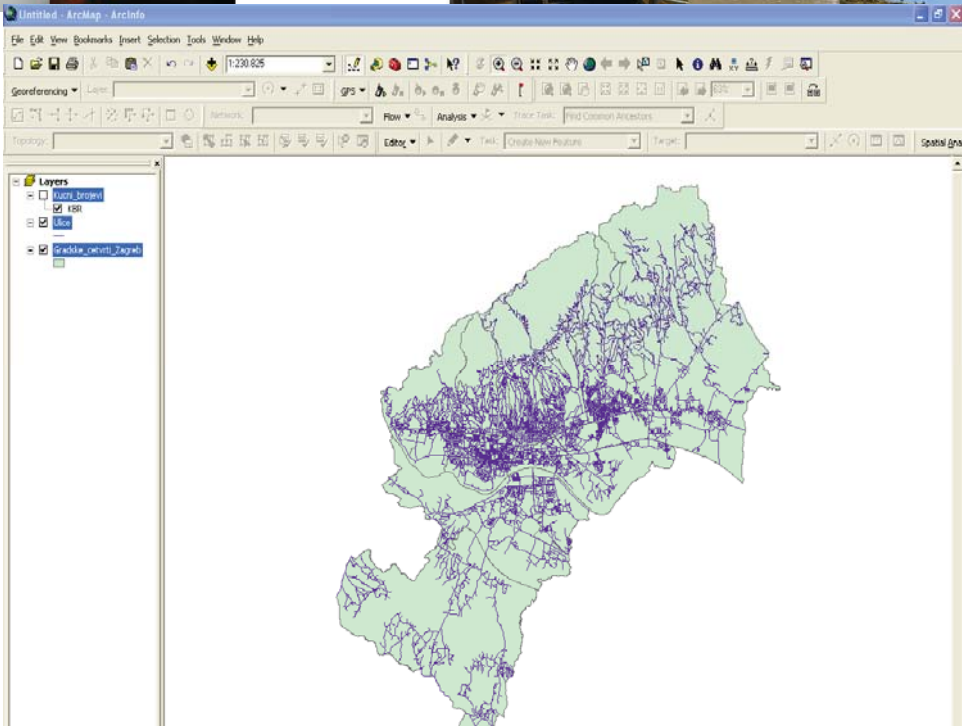 Untitled - ArcMap - ArcInfo
File Edit View Bookmarks Insert Selection Tools Window Help
1:230.825
Georeferencing Layer: GPS 83%
Network: Flow Analysis Trace Task: Find Common Ancestors
Topology: Editor Task: Create New Feature Target: Spatial Ana
Layers
Kucni_brojevi
KBR
Ulice
Gradske_cetvrti_Zagreb